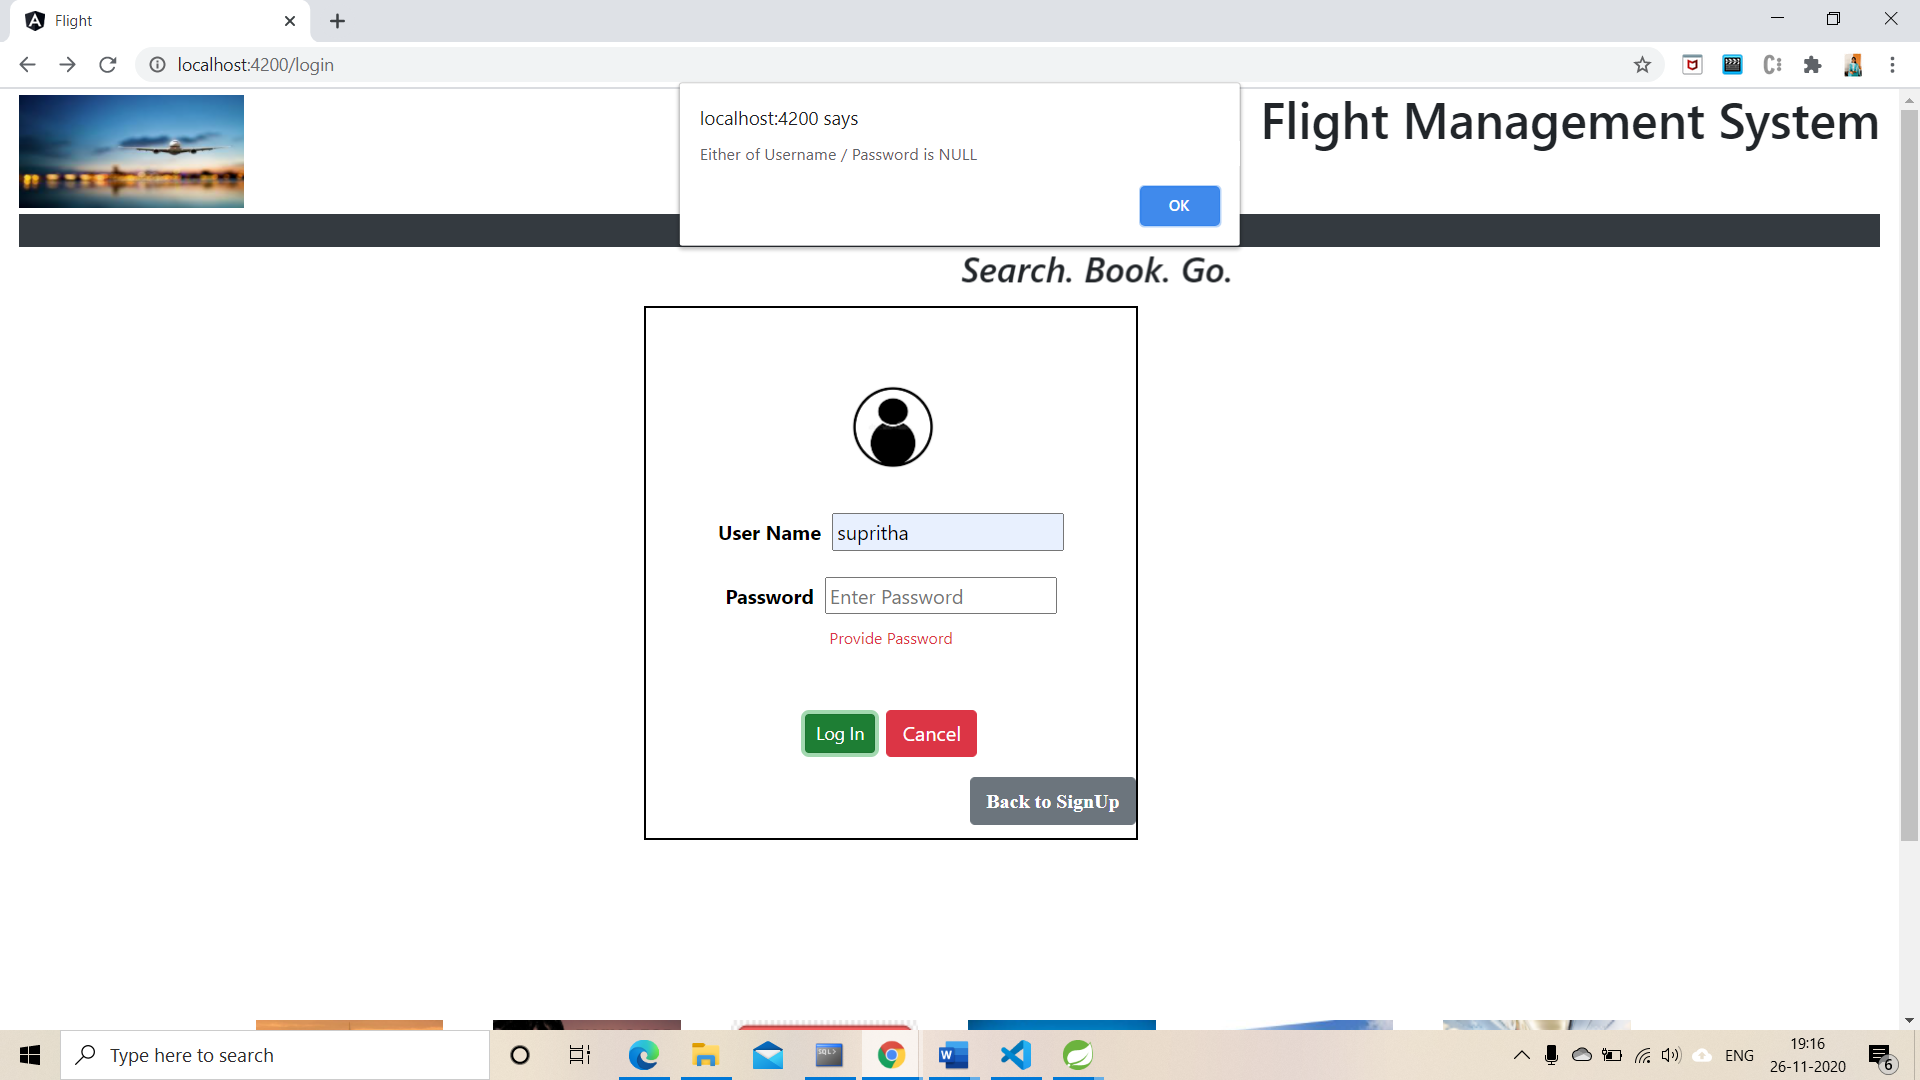 Flight
localhost:4200/login
localhost:4200 says
Either of Username / Password is NULL
OK
Flight Management System
Search. Book. Go.
User Name
supritha
Password
Enter Password
Provide Password
Log In
Cancel
Back to SignUp
Type here to search
SQL>
W
ENG
19:16
26-11-2020
6